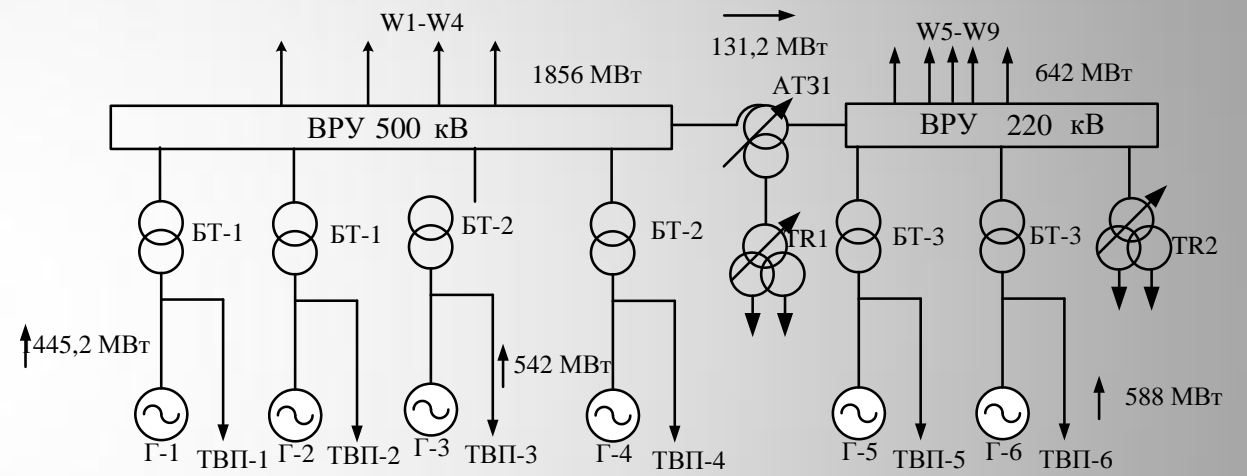 W1-W4
131,2 МВт
W5-W9
1856 МВт
АТЗ1
642 МВт
ВРУ 500 кВ
ВРУ 220 кВ
БТ-1
БТ-1
БТ-2
БТ-2
TR1
БТ-3
БТ-3
TR2
1445,2 МВт
542 МВт
588 МВт
Г-1
ТВП-1
Г-2
ТВП-2
Г-3
ТВП-3
Г-4
ТВП-4
Г-5
ТВП-5
Г-6
ТВП-6